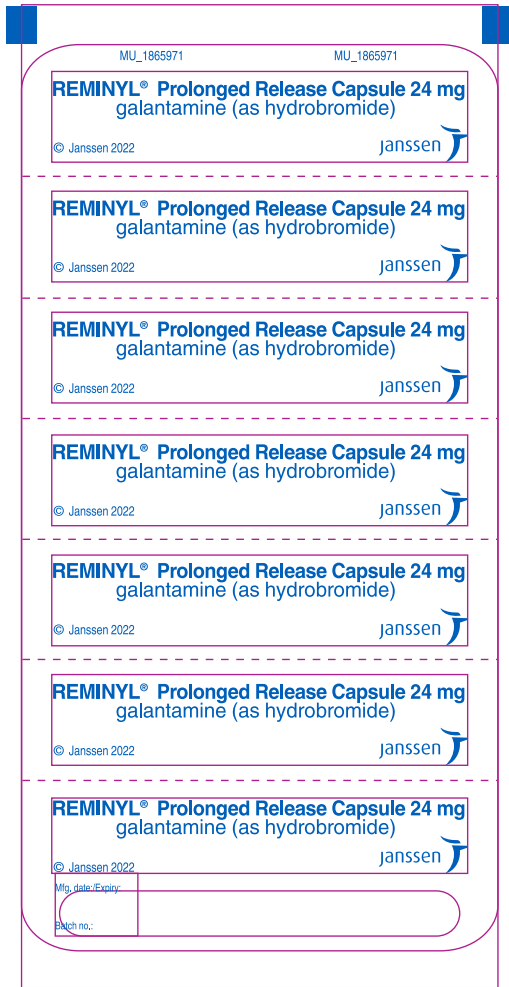 MU_1865971 MU_1865971
REMINYL® Prolonged Release Capsule 24 mg
galantamine (as hydrobromide)
© Janssen 2022 janssen
REMINYL® Prolonged Release Capsule 24 mg
galantamine (as hydrobromide)
© Janssen 2022 janssen
REMINYL® Prolonged Release Capsule 24 mg
galantamine (as hydrobromide)
© Janssen 2022 janssen
REMINYL® Prolonged Release Capsule 24 mg
galantamine (as hydrobromide)
© Janssen 2022 janssen
REMINYL® Prolonged Release Capsule 24 mg
galantamine (as hydrobromide)
© Janssen 2022 janssen
REMINYL® Prolonged Release Capsule 24 mg
galantamine (as hydrobromide)
© Janssen 2022 janssen
REMINYL® Prolonged Release Capsule 24 mg
galantamine (as hydrobromide)
© Janssen 2022 janssen
Mfg. date:/Expiry:
Batch no.: